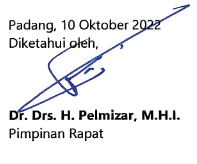 Padang, 10 Oktober 2022
Diketahui oleh,
Dr. Drs. H. Pelmizar, M.H.I.
Pimpinan Rapat